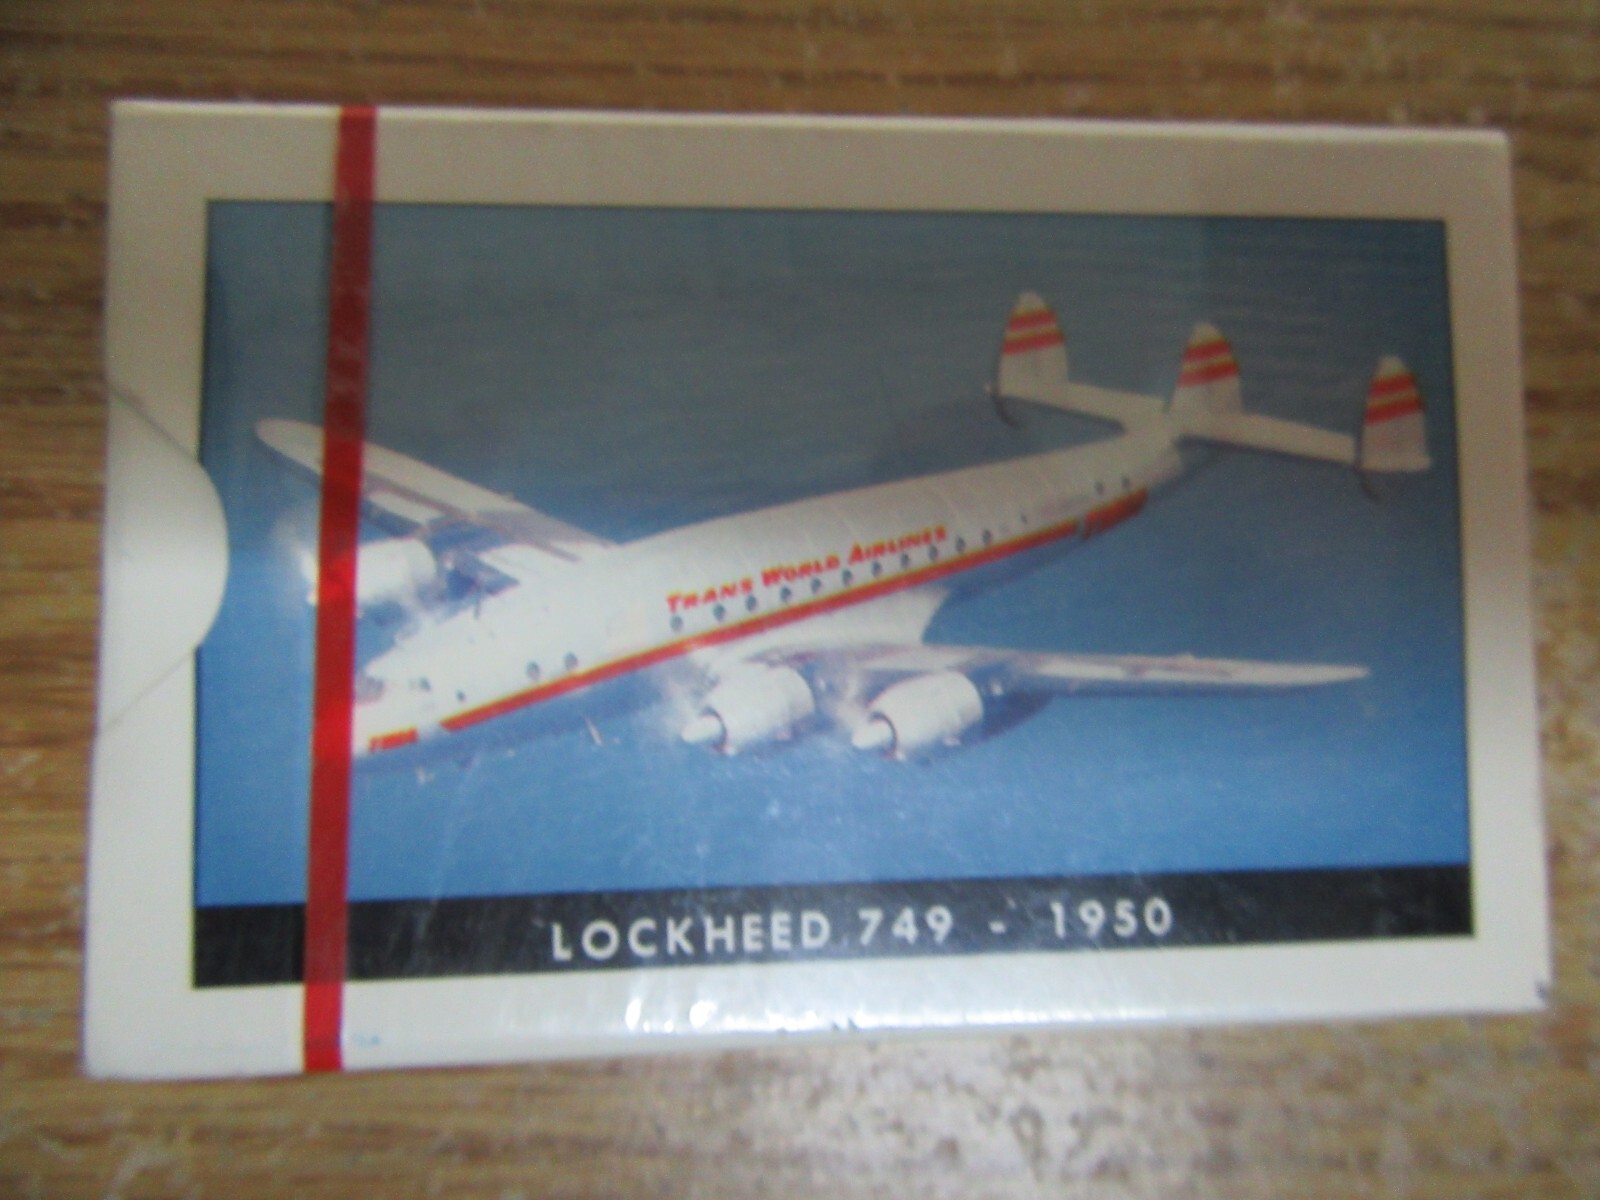 TRANS WORLD AIRLINES
LOCKHEED 749 - 1950